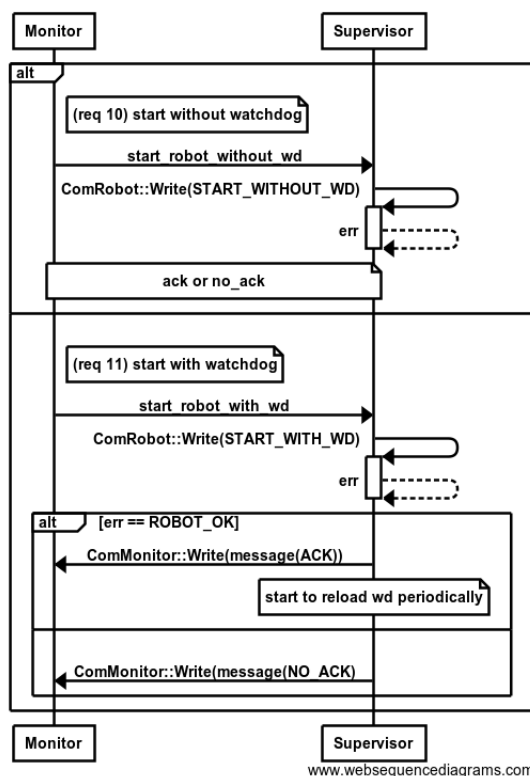 Monitor
Supervisor
alt
(req 10) start without watchdog
start_robot_without_wd
ComRobot::Write(START_WITHOUT_WD)
err
ack or no_ack
(req 11) start with watchdog
start_robot_with_wd
ComRobot::Write(START_WITH_WD)
err
alt [err == ROBOT_OK]
ComMonitor::Write(message(ACK))
start to reload wd periodically
ComMonitor::Write(message(NO_ACK)
Monitor
Supervisor
www.websequencediagrams.com